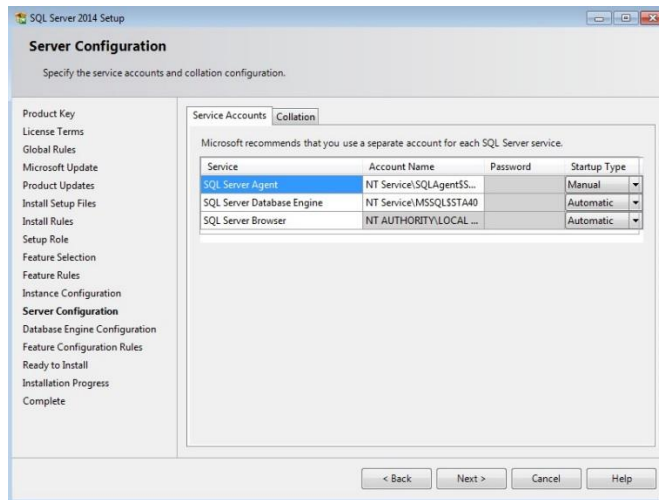 SQL Server 2014 Setup
Server Configuration
Specify the service accounts and collation configuration.
Product Key
License Terms
Global Rules
Microsoft Update
Product Updates
Install Setup Files
Install Rules
Setup Role
Feature Selection
Feature Rules
Instance Configuration
Server Configuration
Database Engine Configuration
Feature Configuration Rules
Ready to Install
Installation Progress
Complete
Service Accounts Collation
Microsoft recommends that you use a separate account for each SQL Server service.
Service Account Name Password Startup Type
SQL Server Agent NT Service\SQLAgent$S... Manual
SQL Server Database Engine NT Service\MSSQL$STA40 Automatic
SQL Server Browser NT AUTHORITY\LOCAL ... Automatic
< Back Next > Cancel Help